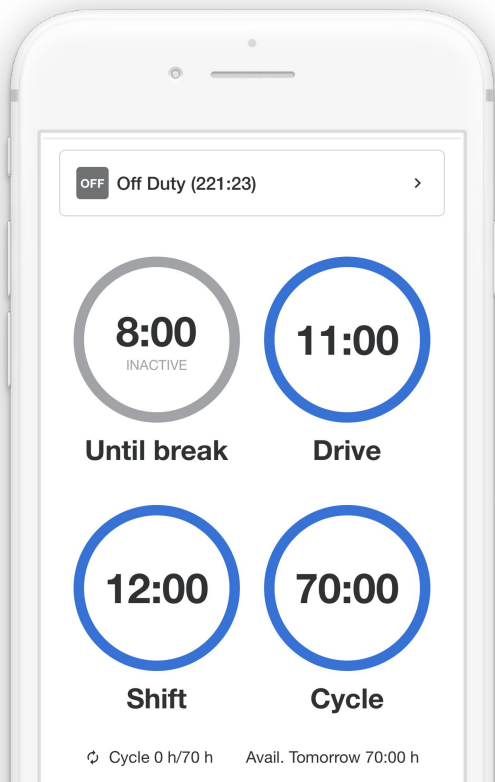 OFF Off Duty (221:23)
8:00
INACTIVE
11:00
Until break
Drive
12:00
70:00
Shift
Cycle
Cycle 0 h/70 h
Avail. Tomorrow 70:00 h